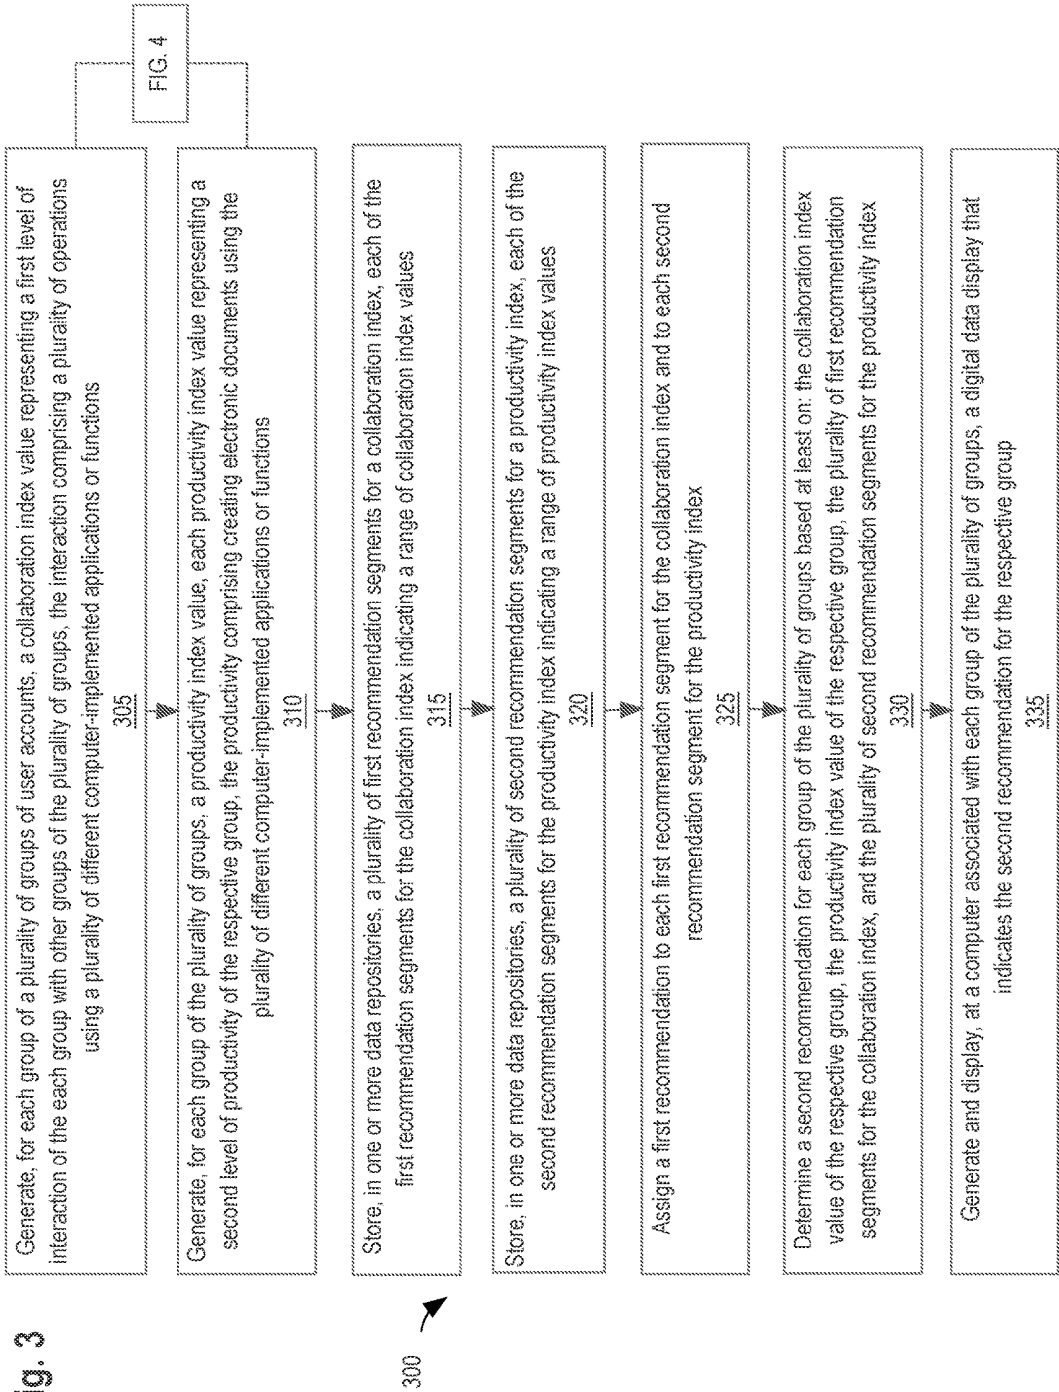 ig. 3
300
FIG. 4
Generate, for each group of a plurality of groups of user accounts, a collaboration index value representing a first level of
interaction of the each group with other groups of the plurality of groups, the interaction comprising a plurality of operations
using a plurality of different computer-implemented applications or functions
305
Generate, for each group of the plurality of groups, a productivity index value, each productivity index value representing a
second level of productivity of the respective group, the productivity comprising creating electronic documents using the
plurality of different computer-implemented applications or functions
310
Store, in one or more data repositories, a plurality of first recommendation segments for a collaboration index, each of the
first recommendation segments for the collaboration index indicating a range of collaboration index values
315
Store, in one or more data repositories, a plurality of second recommendation segments for a productivity index, each of the
second recommendation segments for the productivity index indicating a range of productivity index values
320
Assign a first recommendation to each first recommendation segment for the collaboration index and to each second
recommendation segment for the productivity index
325
Determine a second recommendation for each group of the plurality of groups based at least on: the collaboration index
value of the respective group, the productivity index value of the respective group, the plurality of first recommendation
segments for the collaboration index, and the plurality of second recommendation segments for the productivity index
330
Generate and display, at a computer associated with each group of the plurality of groups, a digital data display that
indicates the second recommendation for the respective group
335